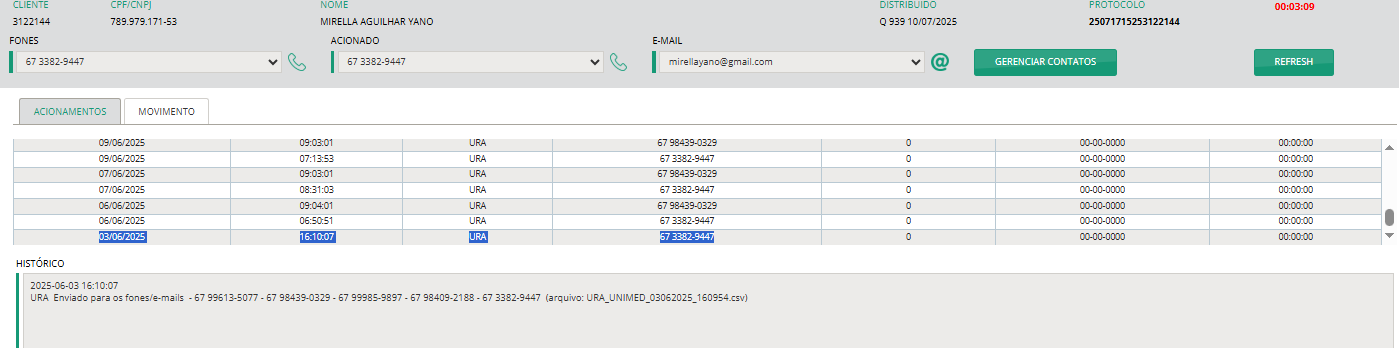 CLIENTE CPF/CNPJ NOME DISTRIBUIDO PROTOCOLO 00:03:09
3122144 789.979.171-53 MIRELLA AGUILHAR YANO Q 939 10/07/2025 25071715253122144
FONES ACIONADO E-MAIL
67 3382-9447 67 3382-9447 mirellayano@gmail.com @ GERENCIAR CONTATOS REFRESH
ACIONAMENTOS MOVIMENTO
09/06/2025 09:03:01 URA 67 98439-0329 0 00-00-0000 00:00:00
09/06/2025 07:13:53 URA 67 3382-9447 0 00-00-0000 00:00:00
07/06/2025 09:03:01 URA 67 98439-0329 0 00-00-0000 00:00:00
07/06/2025 08:31:03 URA 67 3382-9447 0 00-00-0000 00:00:00
06/06/2025 09:04:01 URA 67 98439-0329 0 00-00-0000 00:00:00
06/06/2025 06:50:51 URA 67 3382-9447 0 00-00-0000 00:00:00
03/06/2025 16:10:07 URA 67 3382-9447 0 00-00-0000 00:00:00
HISTÓRICO
2025-06-03 16:10:07
URA Enviado para os fones/e-mails - 67 99613-5077 - 67 98439-0329 - 67 99985-9897 - 67 98409-2188 - 67 3382-9447 (arquivo: URA_UNIMED_03062025_160954.csv)